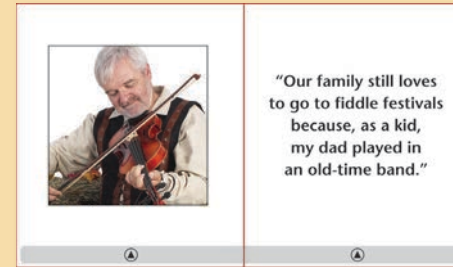 “Our family still loves
to go to fiddle festivals
because, as a kid,
my dad played in
an old-time band.”